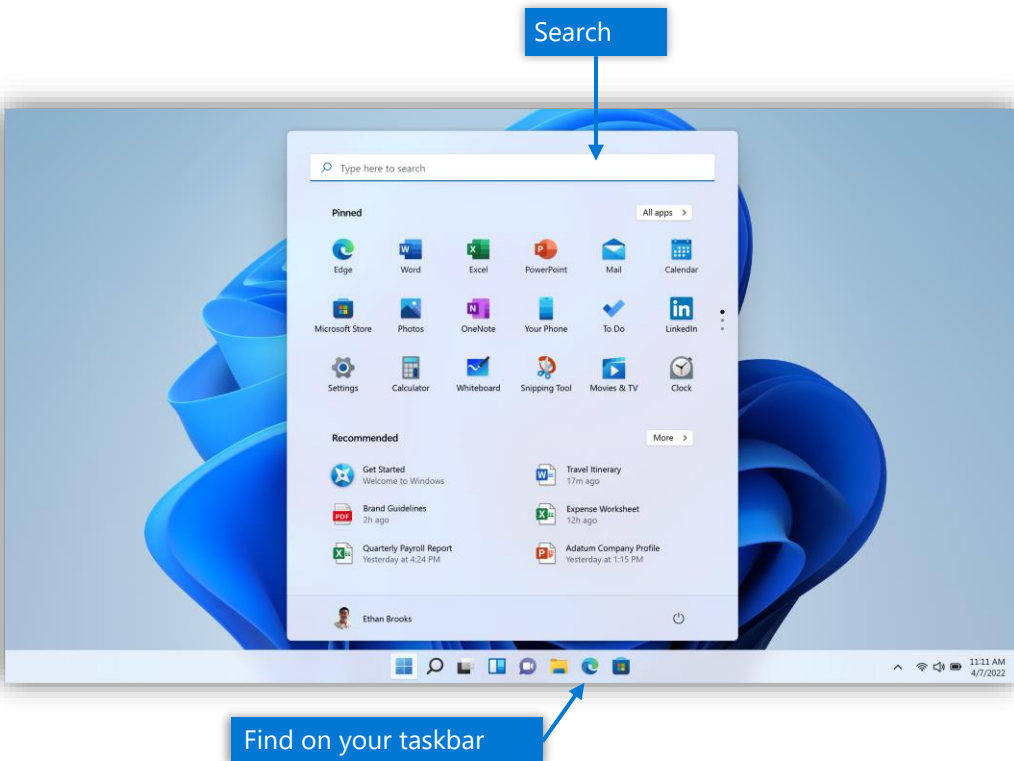 Search
Type here to search
Pinned
All apps >
Edge
Word
Excel
PowerPoint
Mail
Calendar
Microsoft Store
Photos
OneNote
Your Phone
To Do
LinkedIn
Settings
Calculator
Whiteboard
Snipping Tool
Movies & TV
Clock
Recommended
More >
Get Started
Welcome to Windows
Travel Itinerary
17m ago
Brand Guidelines
2h ago
Expense Worksheet
12h ago
Quarterly Payroll Report
Yesterday at 4:24 PM
Adatum Company Profile
Yesterday at 1:15 PM
Ethan Brooks
11:11 AM
4/7/2022
Find on your taskbar